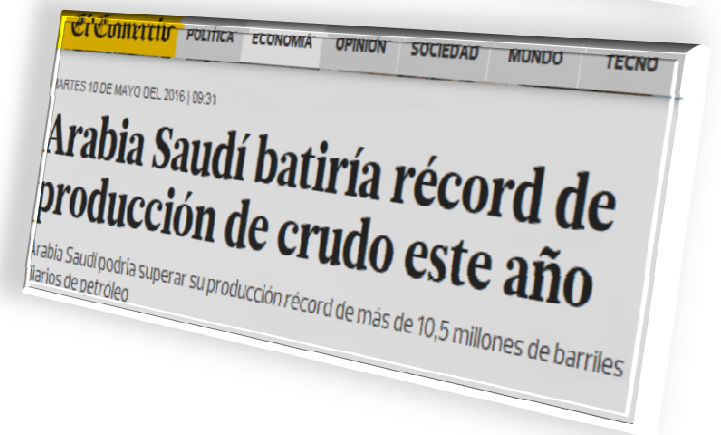 El Comercio POLÍTICA ECONOMÍA OPINIÓN SOCIEDAD MUNDO TECNO
MARTES 10 DE MAYO DEL 2016 | 09:31
Arabia Saudí batiría récord de
producción de crudo este año
Arabia Saudí podría superar su producción récord de más de 10,5 millones de barriles
diarios de petróleo